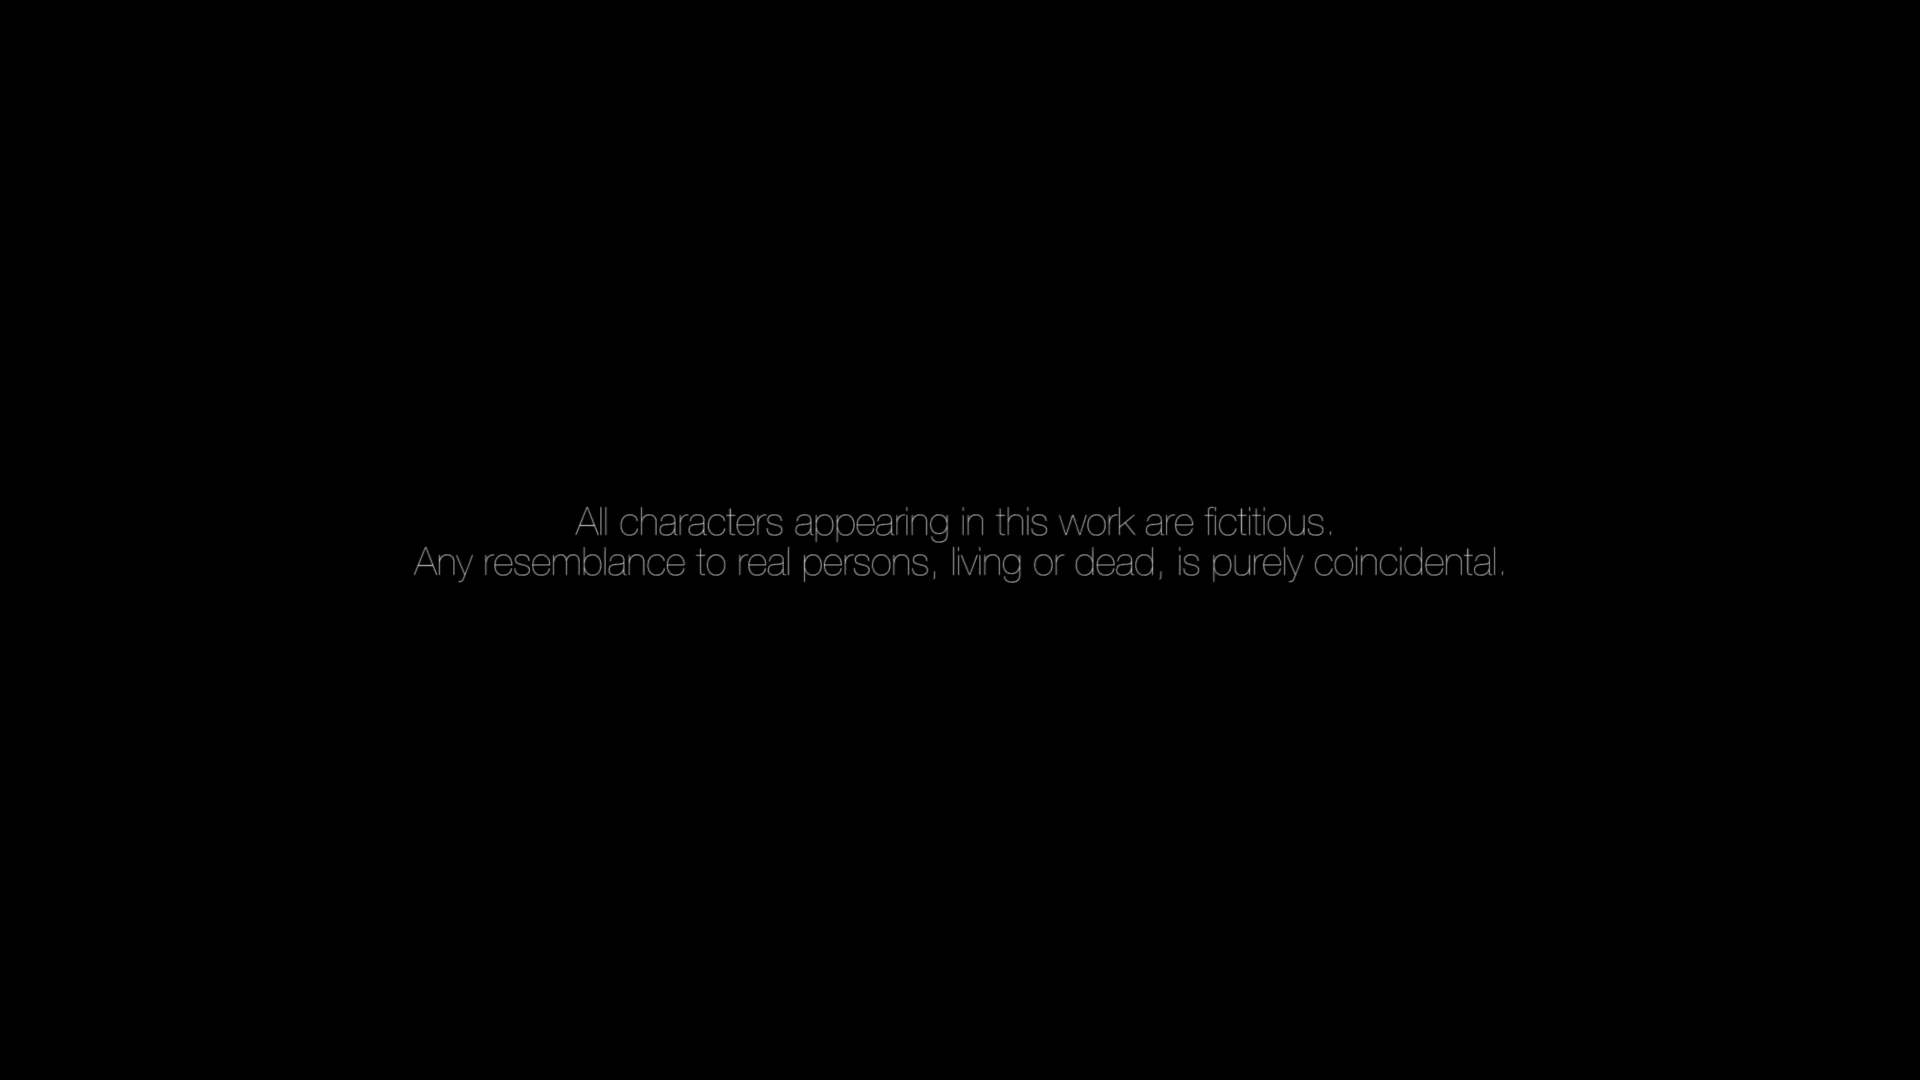 All characters appearing in this work are fictitious.
Any resemblance to real persons, living or dead, is purely coincidental.